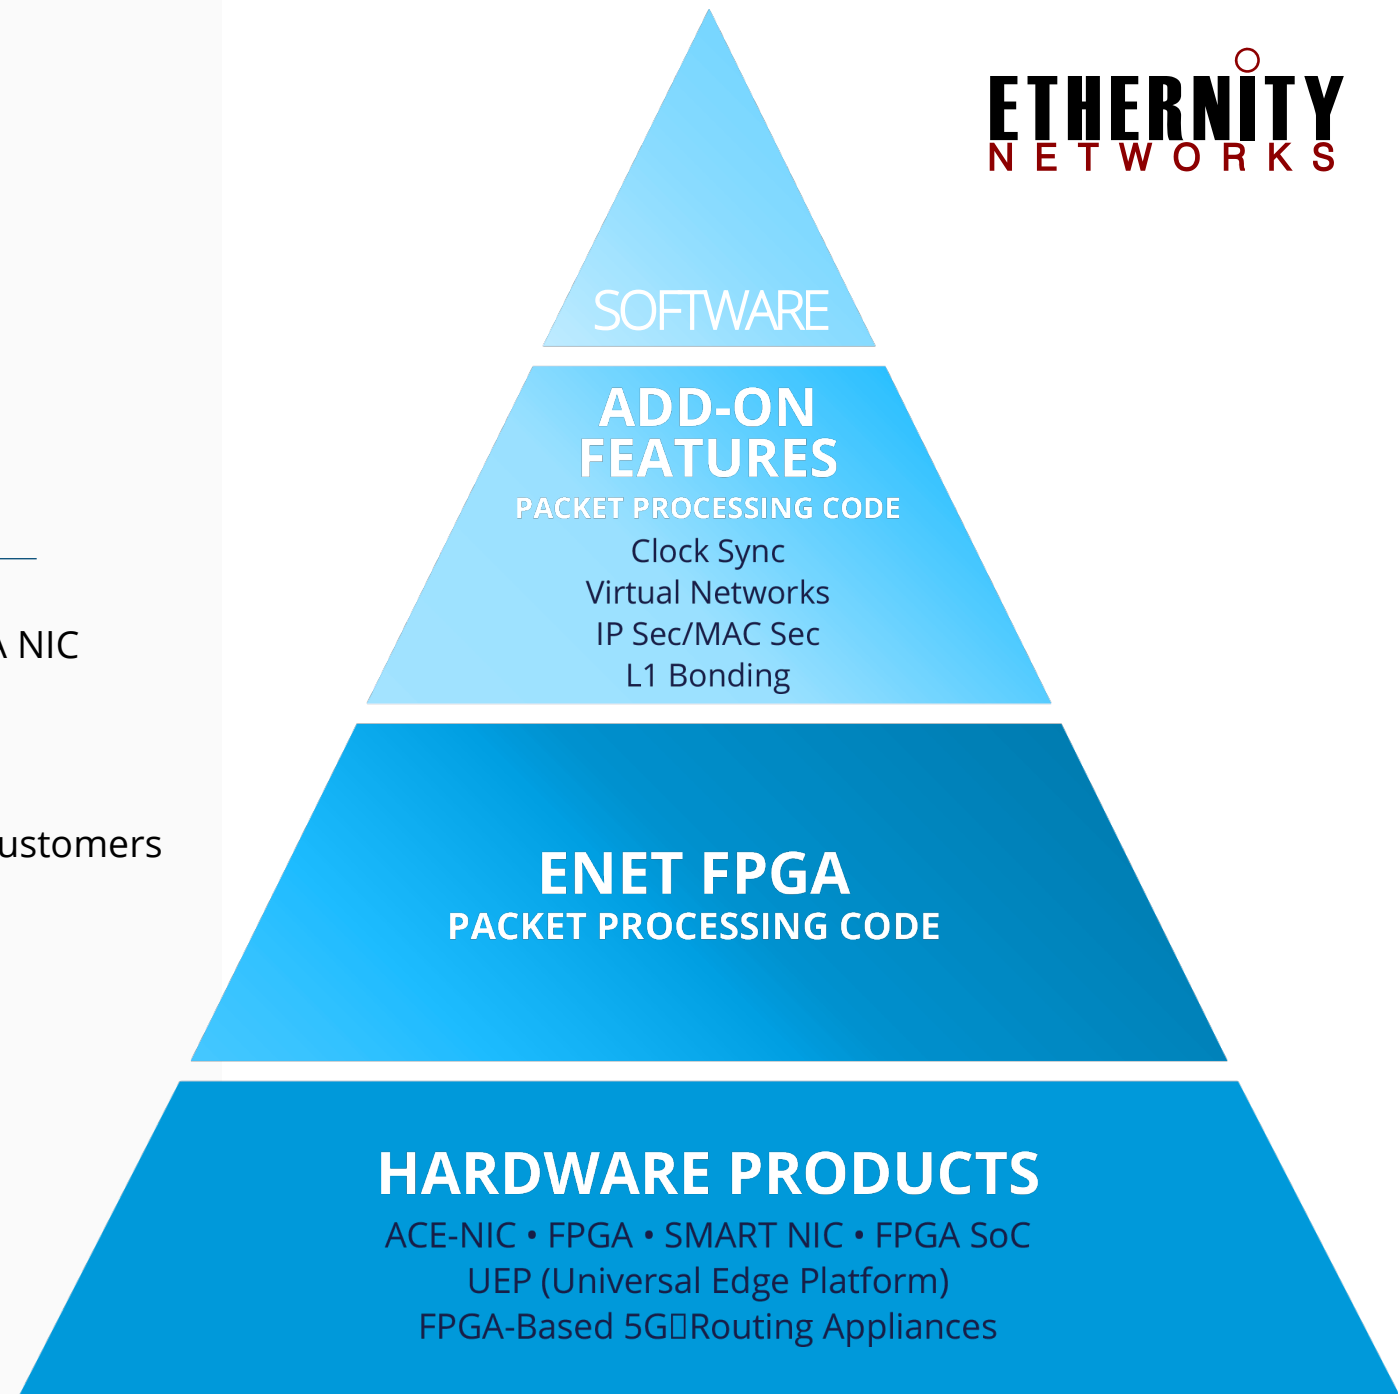 ETHERNITY
NETWORKS
SOFTWARE
ADD-ON
FEATURES
PACKET PROCESSING CODE
Clock Sync
Virtual Networks
IP Sec/MAC Sec
L1 Bonding
NIC
ENET FPGA
PACKET PROCESSING CODE
HARDWARE PRODUCTS
ACE-NIC • FPGA • SMART NIC • FPGA SoC
UEP (Universal Edge Platform)
FPGA-Based 5G Routing Appliances